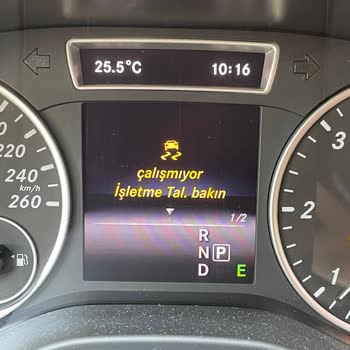 25.5°C 10:16
çalışmıyor
İşletme Tal. bakın
1/2
R
N P
D E
220
240
km/h
260
3
2
1